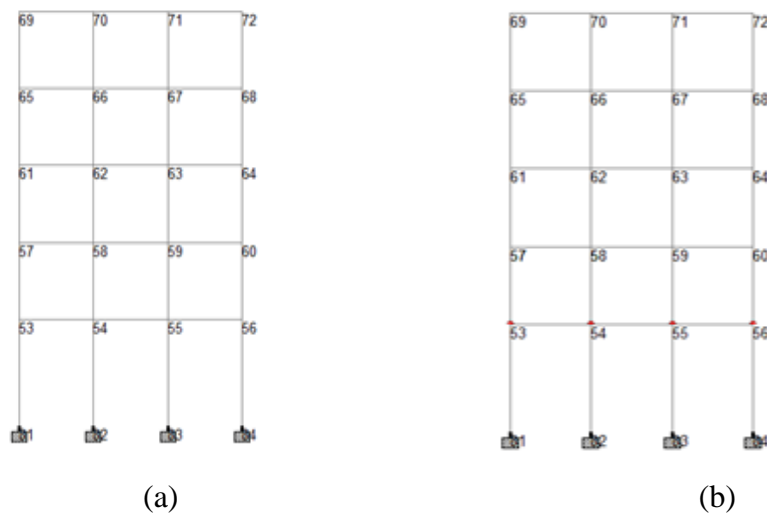 69 70 71 72 69 70 71 72
65 66 67 68 65 66 67 68
61 62 63 64 61 62 63 64
57 58 59 60 57 58 59 60
53 54 55 56 53 54 55 56
(a) (b)